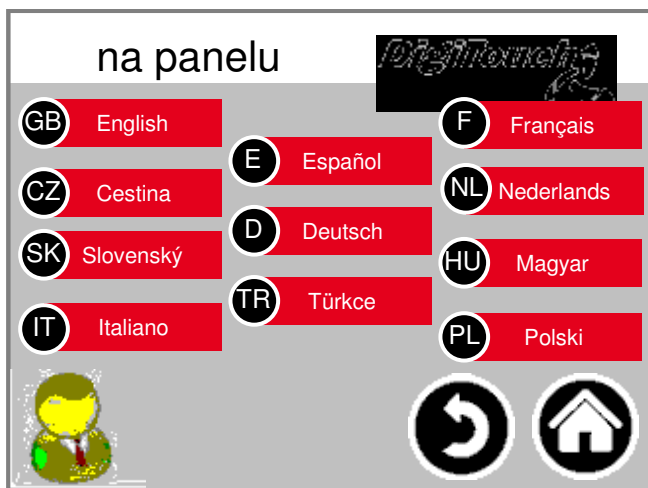 na panelu
DigiTouch
GB English
CZ Cestina
SK Slovenský
IT Italiano
E Español
D Deutsch
TR Türkce
F Français
NL Nederlands
HU Magyar
PL Polski